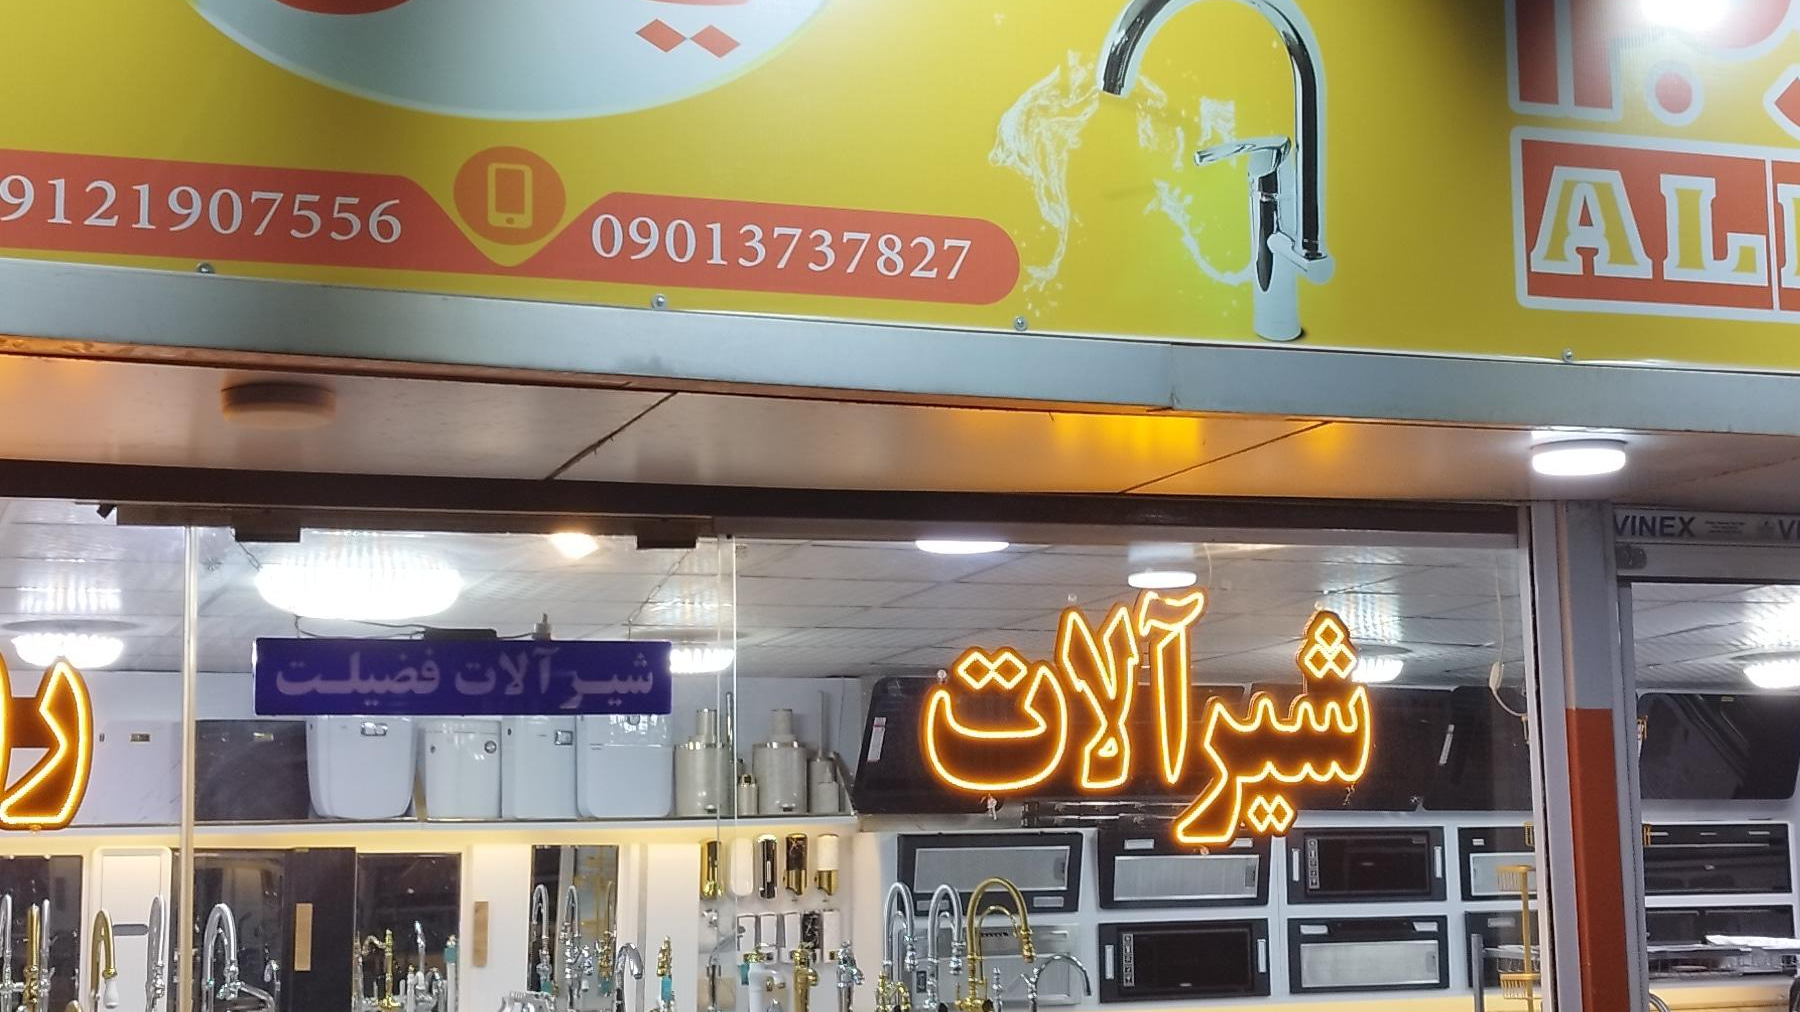 9121907556
09013737827
AL
VINEX
شیرآلات فضیلت
شیرآلات